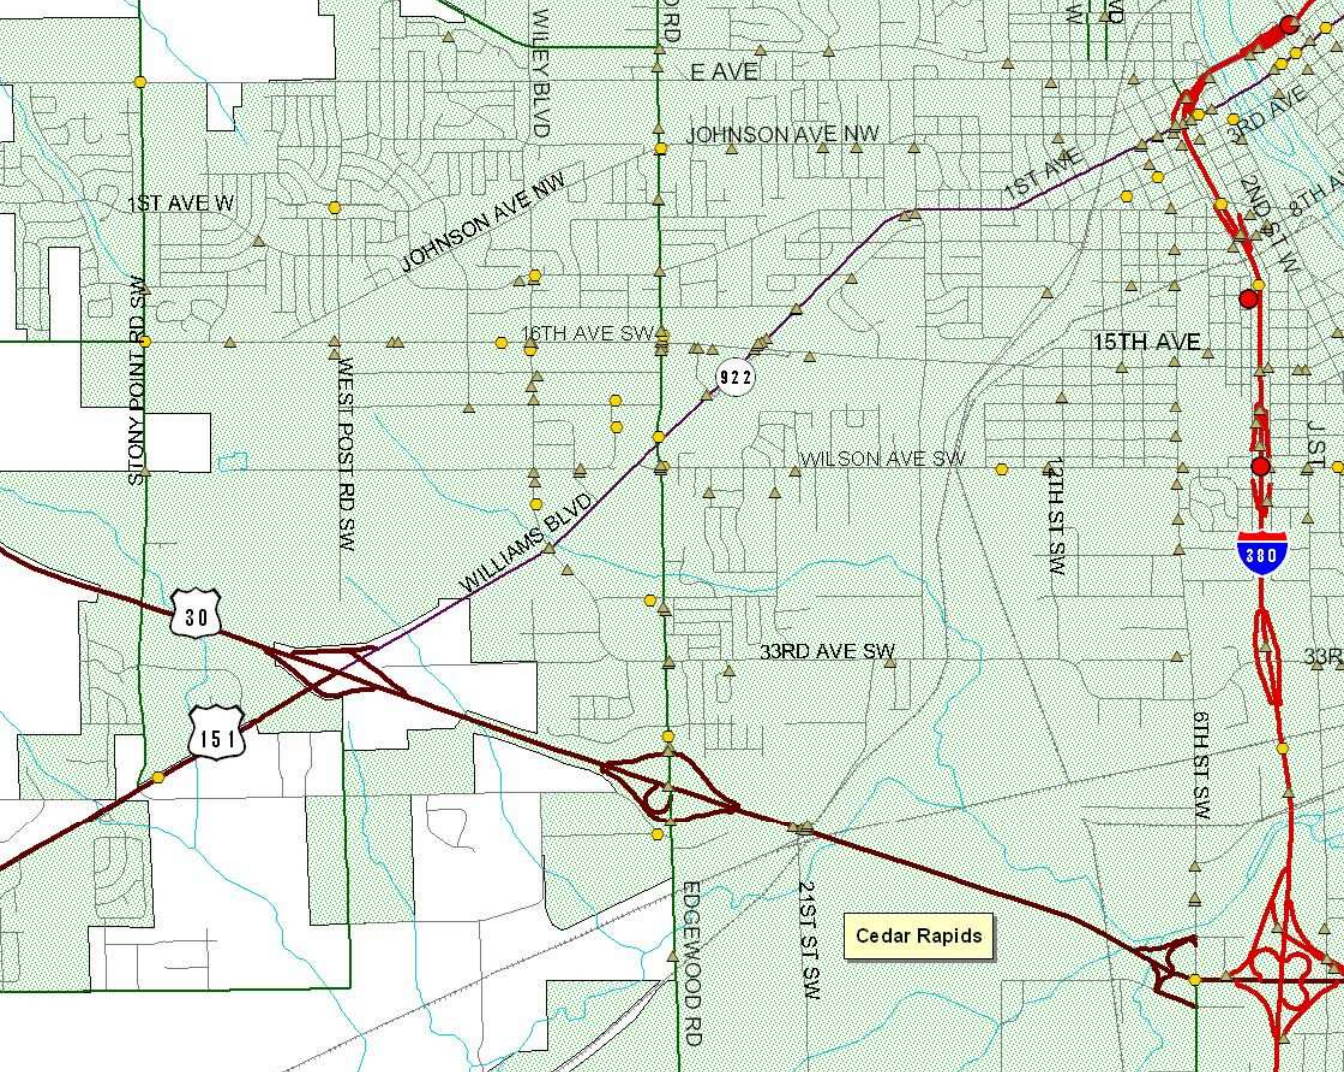 WILEY BLVD
E AVE
JOHNSON AVE NW
3RD AVE
1ST AVE
1ST AVE W
JOHNSON AVE NW
2ND ST W
STONY POINT RD SW
16TH AVE SW
15TH AVE
922
WEST POST RD SW
WILSON AVE SW
12TH ST SW
J ST
WILLIAMS BLVD
380
30
33RD AVE SW
33R
151
6TH ST SW
EDGEWOOD RD
21ST ST SW
Cedar Rapids
8TH AV